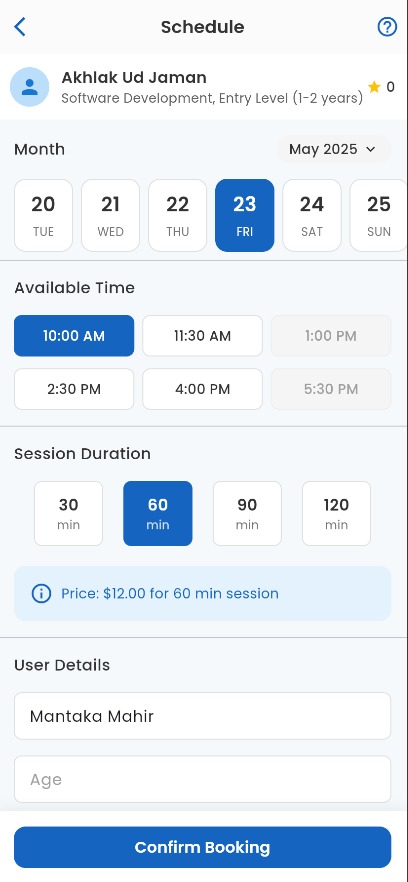 Schedule
Akhlak Ud Jaman
Software Development, Entry Level (1-2 years)
0
Month
May 2025
20 21 22 23 24 25
TUE WED THU FRI SAT SUN
Available Time
10:00 AM 11:30 AM 1:00 PM
2:30 PM 4:00 PM 5:30 PM
Session Duration
30 60 90 120
min min min min
Price: $12.00 for 60 min session
User Details
Mantaka Mahir
Age
Confirm Booking